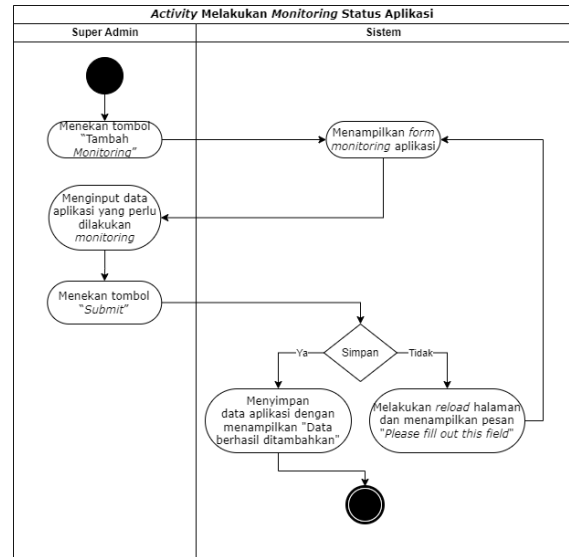 Activity Melakukan Monitoring Status Aplikasi
Super Admin
Sistem
Menekan tombol
"Tambah
Monitoring"
Menampilkan form
monitoring aplikasi
Menginput data
aplikasi yang perlu
dilakukan
monitoring
Menekan tombol
"Submit"
Simpan
Ya
Tidak
Menyimpan
data aplikasi dengan
menampilkan "Data
berhasil ditambahkan"
Melakukan reload halaman
dan menampilkan pesan
"Please fill out this field"